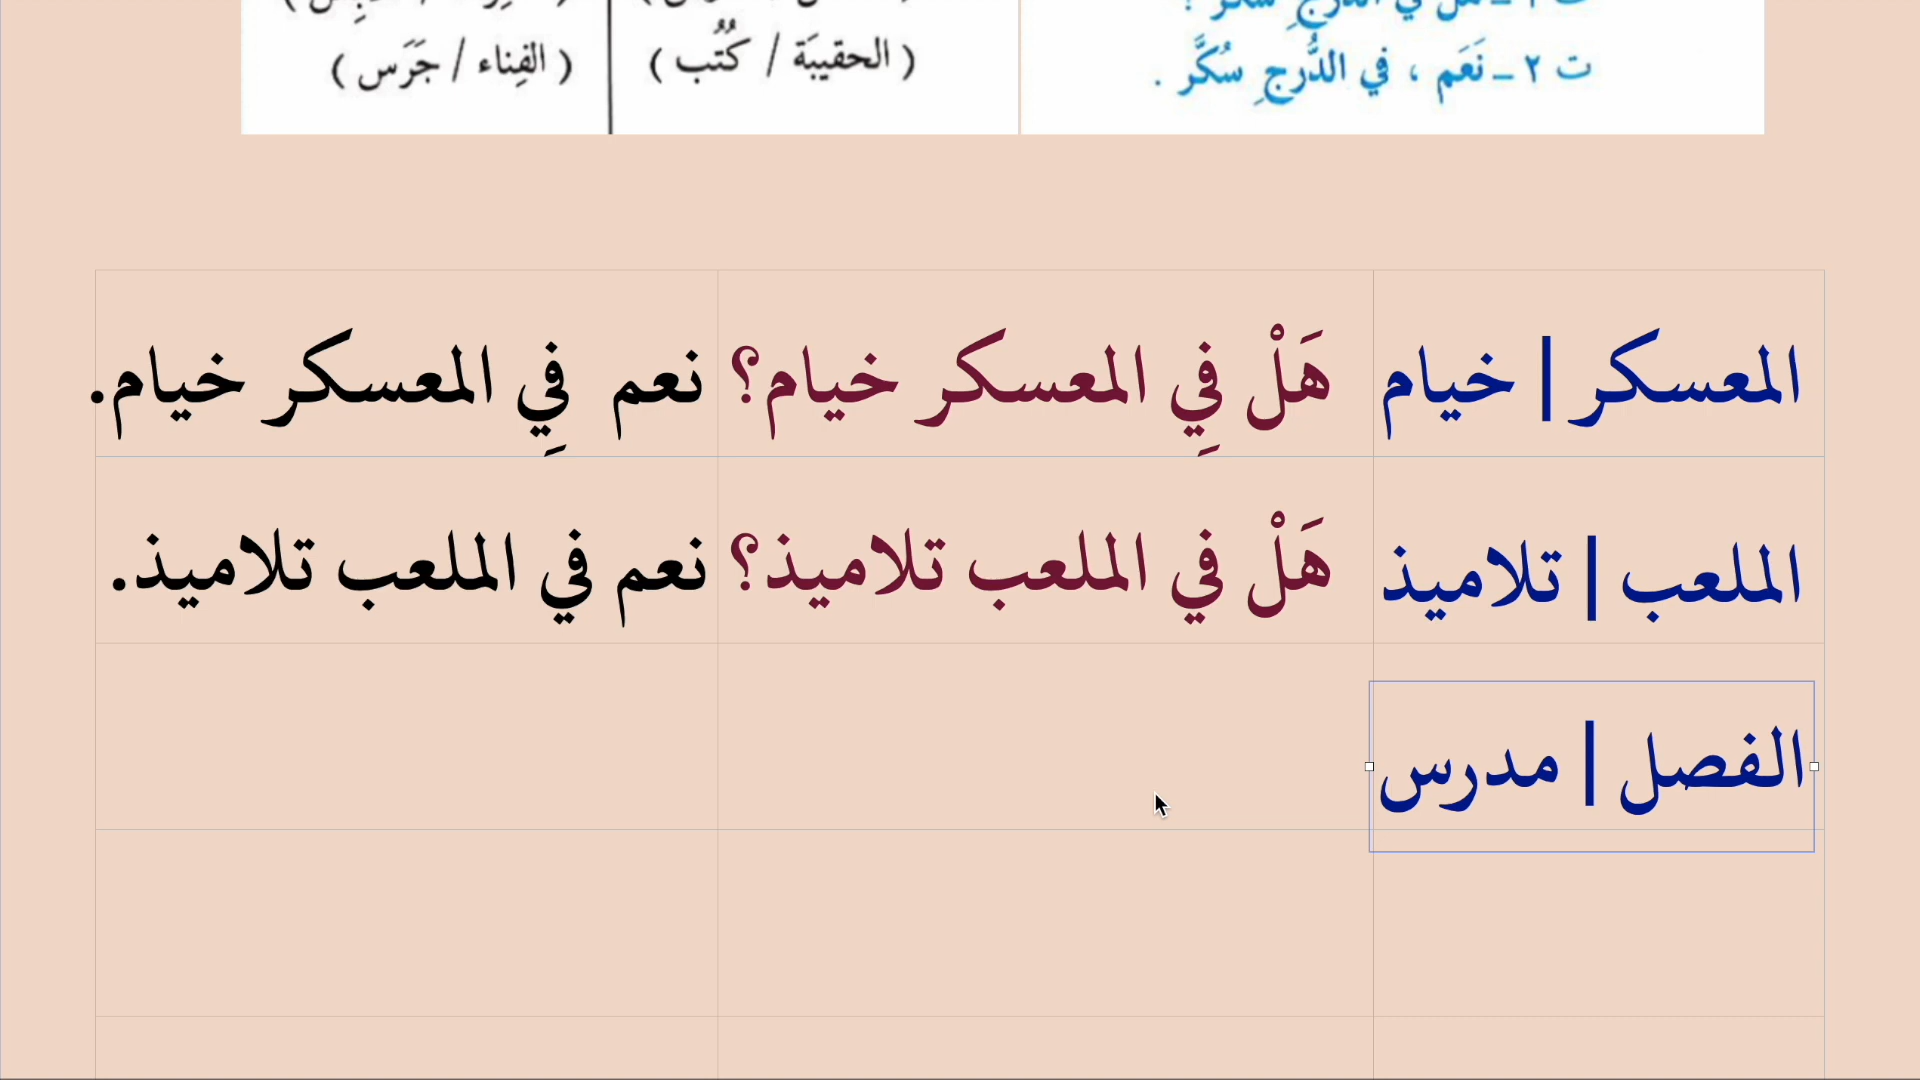 ت ٢ ــ نَعَم ، في الدُّرجِ سُكَّر .
( الحقيبَة / كُتُب )
( الفِناء / جَرَس )
المعسكر | خيام
هَلْ فِي المعسكر خيام؟
نعم فِي المعسكر خيام.
الملعب | تلاميذ
هَلْ في الملعب تلاميذ؟
نعم في الملعب تلاميذ.
الفصل | مدرس